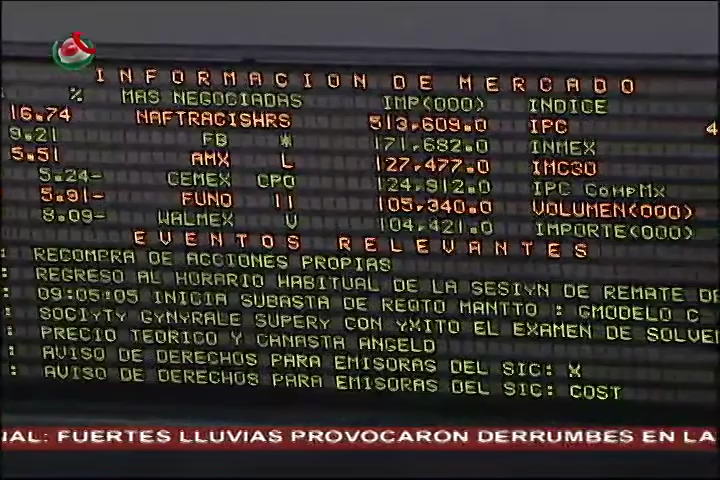 INFORMACION DE MERCADO
% MAS NEGOCIADAS IMP(000) INDICE
16.74 NAFTRACISHRS 513,609.0 IPC 4
9.21 FB * 171,682.0 INMEX
5.51 AMX L 127,477.0 IMC30
5.24- CEMEX CPO 124,912.0 IPC CompMx
5.91- FUNO 11 105,340.0 VOLUMEN(000)
8.09- WALMEX V 104,421.0 IMPORTE(000)
EVENTOS RELEVANTES
: RECOMPRA DE ACCIONES PROPIAS
: REGRESO AL HORARIO HABITUAL DE LA SESIYN DE REMATE DE
: 09:05:05 INICIA SUBASTA DE REQTO MANTTO : GMODELO C
: SOCIYTY GYNYRALE SUPERY CON YXITO EL EXAMEN DE SOLVE
: PRECIO TEORICO Y CANASTA ANGELD
: AVISO DE DERECHOS PARA EMISORAS DEL SIC: X
: AVISO DE DERECHOS PARA EMISORAS DEL SIC: COST
NAL: FUERTES LLUVIAS PROVOCARON DERRUMBES EN LA